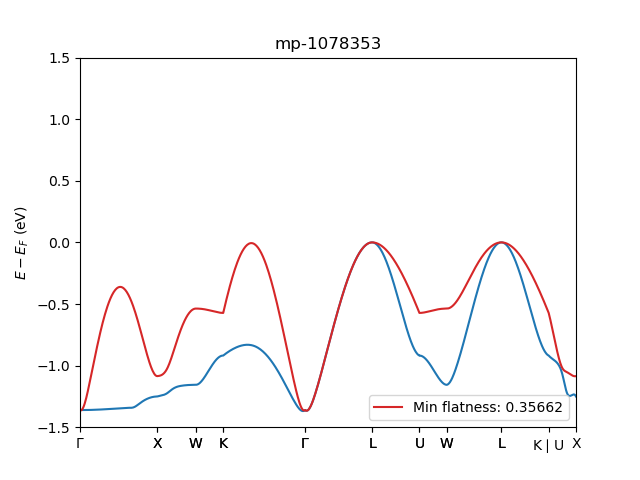 mp-1078353
E − E_F (eV)
1.5
1.0
0.5
0.0
−0.5
−1.0
−1.5
Min flatness: 0.35662
Γ X W K Γ L U W L K | U X